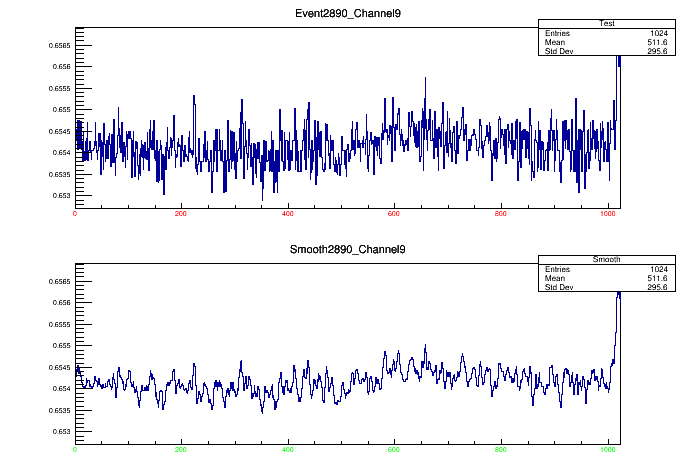 Event2890_Channel9
Test
Entries 1024
Mean 511.6
Std Dev 295.6
0.6565
0.656
0.6555
0.655
0.6545
0.654
0.6535
0.653
0 200 400 600 800 1000
Smooth2890_Channel9
Smooth
Entries 1024
Mean 511.6
Std Dev 295.6
0.6565
0.656
0.6555
0.655
0.6545
0.654
0.6535
0.653
0 200 400 600 800 1000